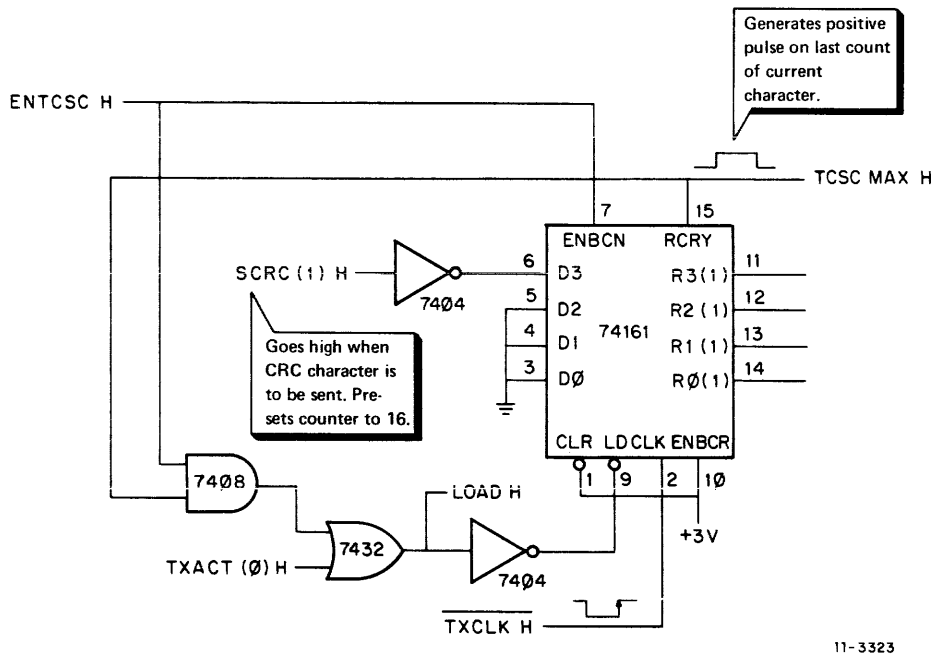 Generates positive
pulse on last count
of current
character.
ENTCSC H
TCSC MAX H
7 15
ENBCN RCRY
SCRC (1) H
7404
6 D3
5 D2
4 D1
3 DØ
74161
R3(1) 11
R2(1) 12
R1(1) 13
RØ(1) 14
Goes high when
CRC character is
to be sent. Pre-
sets counter to 16.
CLR LD CLK ENBCR
1 9 2 1Ø
+3V
7408
LOAD H
7432
TXACT (Ø) H
74Ø4
TXCLK H
11-3323